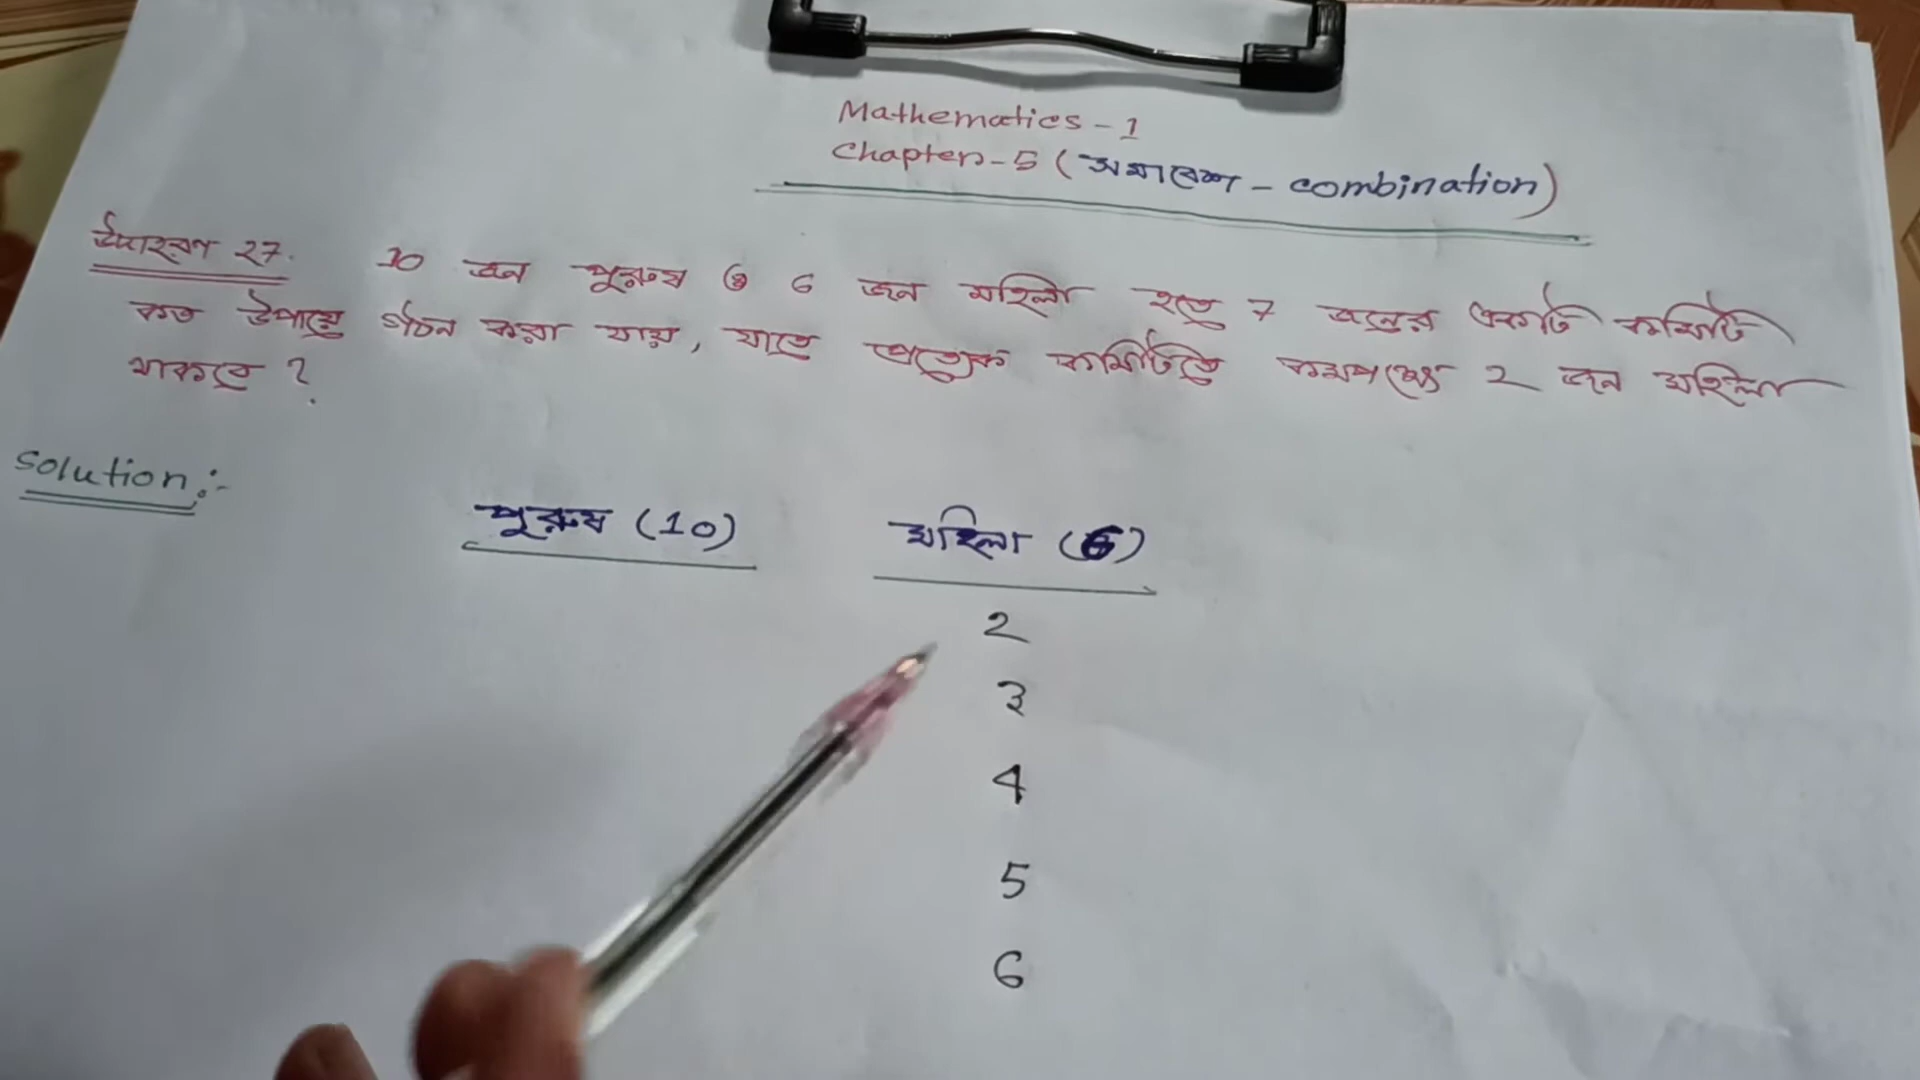 Mathematics - 1
Chapter - 5 (সমাবেশ - combination)
উদাহরণ 27. 10 জন পুরুষ ও 6 জন মহিলা হতে 7 জনের একটি কমিটি
কত উপায়ে গঠন করা যায়, যাতে প্রত্যেক কমিটিতে কমপক্ষে 2 জন মহিলা
থাকবে ?
Solution :-
পুরুষ (10) মহিলা (6)
2
3
4
5
6